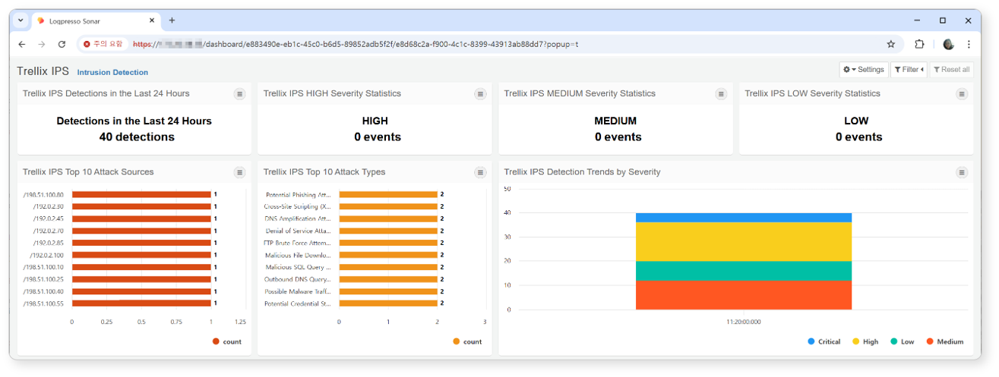 Logpresso Sonar
주의 요함
https://
/dashboard/e883490e-eb1c-45c0-b6d5-89852adb5f2f/e8d68c2a-f900-4c1c-8399-43913ab88dd7?popup=t
Trellix IPS Intrusion Detection
Settings Filter Reset all
Trellix IPS Detections in the Last 24 Hours
Detections in the Last 24 Hours
40 detections
Trellix IPS HIGH Severity Statistics
HIGH
0 events
Trellix IPS MEDIUM Severity Statistics
MEDIUM
0 events
Trellix IPS LOW Severity Statistics
LOW
0 events
Trellix IPS Top 10 Attack Sources
/198.51.100.80 1
/192.0.2.30 1
/192.0.2.45 1
/192.0.2.70 1
/192.0.2.85 1
/192.0.2.100 1
/198.51.100.10 1
/198.51.100.25 1
/198.51.100.40 1
/198.51.100.55 1
0 0.25 0.5 0.75 1 1.25
count
Trellix IPS Top 10 Attack Types
Potential Phishing Att... 2
Cross-Site Scripting (X... 2
DNS Amplification Att... 2
Denial of Service Atta... 2
FTP Brute Force Attem... 2
Malicious File Downlo... 2
Malicious SQL Query ... 2
Outbound DNS Query... 2
Possible Malware Traff... 2
Potential Credential St... 2
0 1 2 3
count
Trellix IPS Detection Trends by Severity
50
40
30
20
10
0
11:20:00.000
Critical High Low Medium